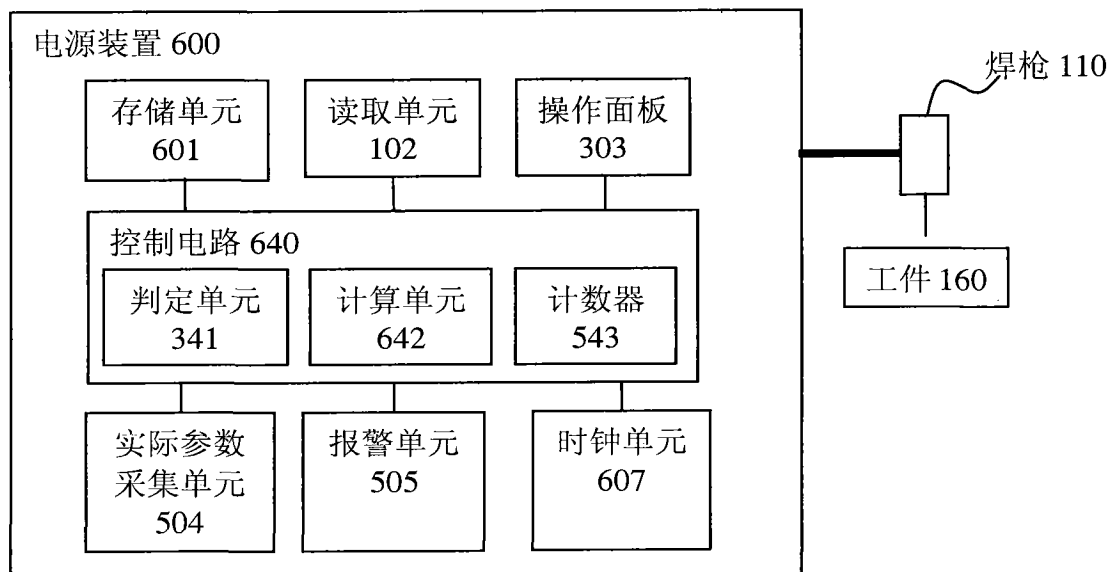 电源装置 600
焊枪 110
存储单元
601
读取单元
102
操作面板
303
控制电路 640
判定单元
341
计算单元
642
计数器
543
工件 160
实际参数
采集单元
504
报警单元
505
时钟单元
607